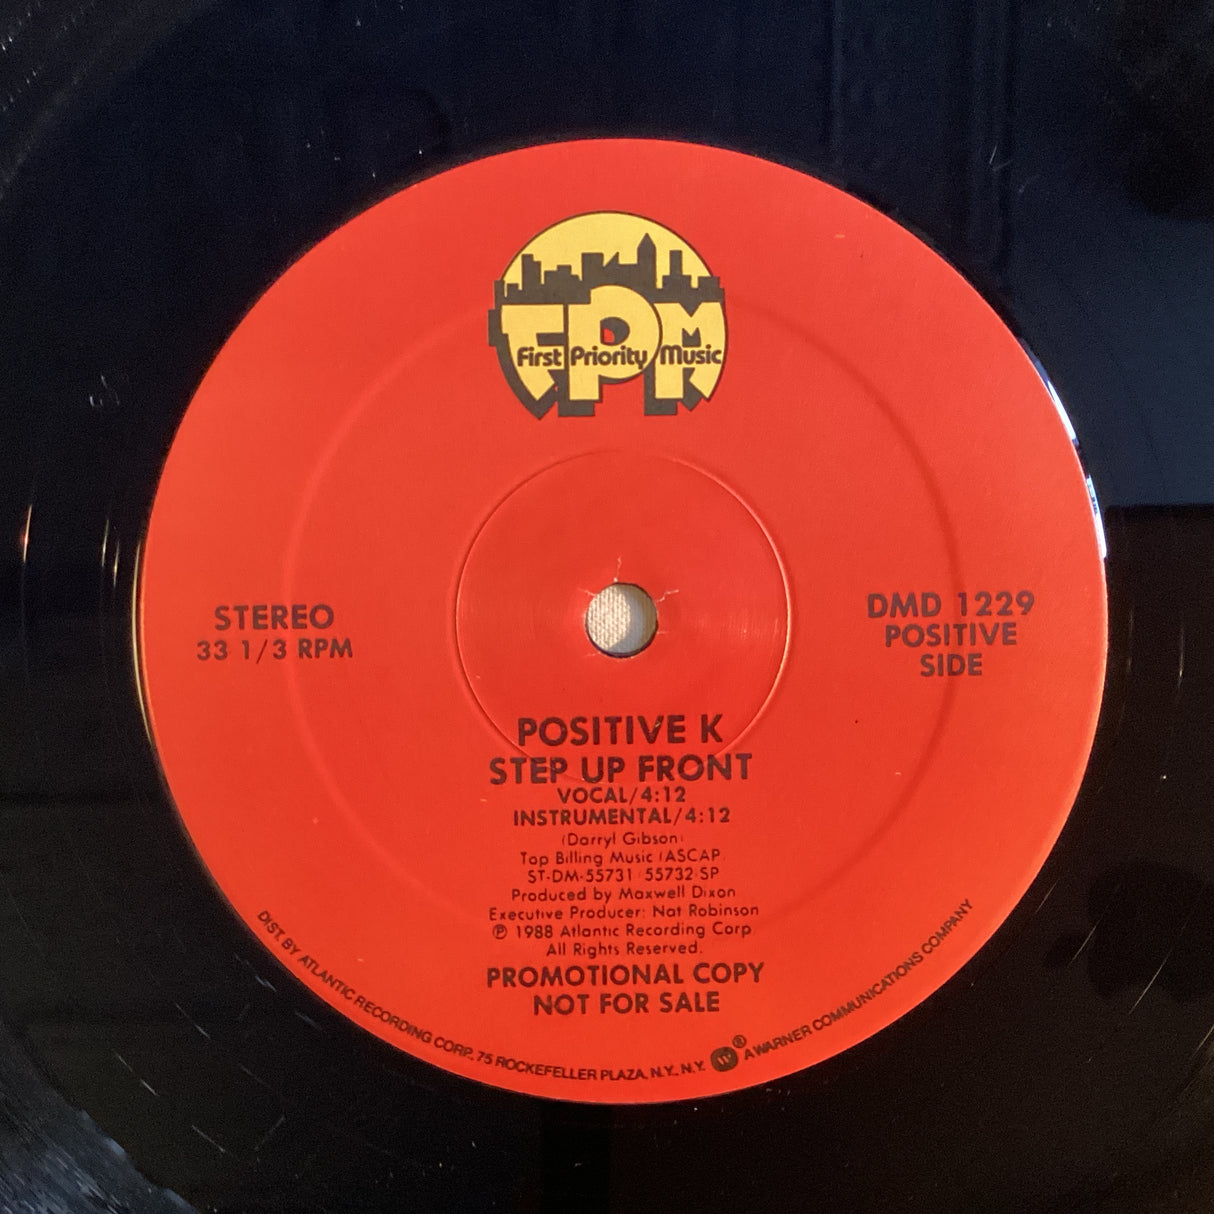 FPM
First Priority Music
STEREO
33 1/3 RPM
DMD 1229
POSITIVE
SIDE
POSITIVE K
STEP UP FRONT
VOCAL/4:12
INSTRUMENTAL/4:12
(Darryl Gibson)
Top Billing Music (ASCAP)
ST-DM-55731 55732 SP
Produced by Maxwell Dixon
Executive Producer: Nat Robinson
℗ 1988 Atlantic Recording Corp
All Rights Reserved.
PROMOTIONAL COPY
NOT FOR SALE
DIST. BY ATLANTIC RECORDING CORP., 75 ROCKEFELLER PLAZA, N.Y., N.Y. W® A WARNER COMMUNICATIONS COMPANY